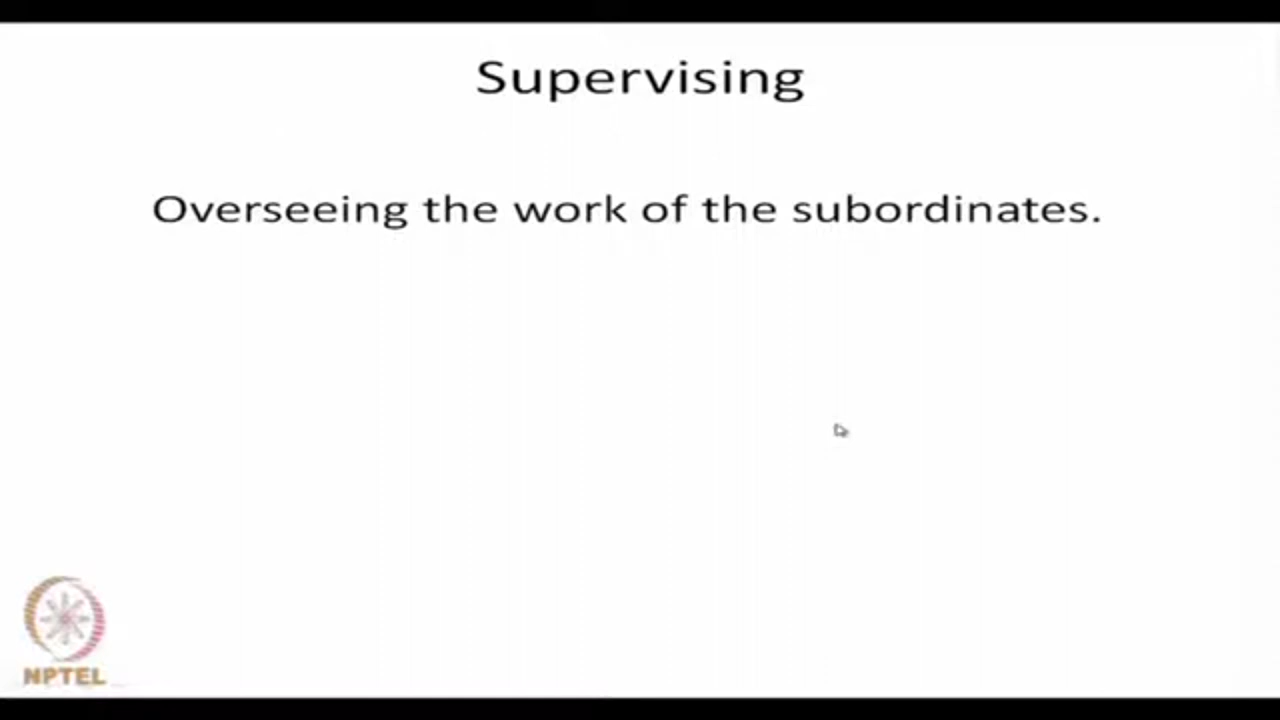 Supervising
Overseeing the work of the subordinates.
NPTEL